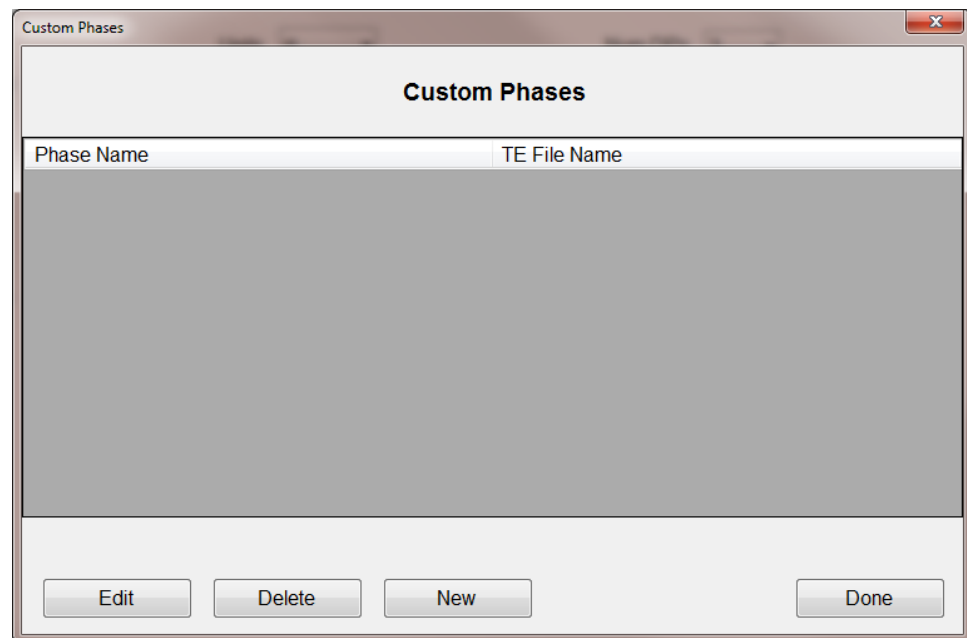 Custom Phases
Custom Phases
Phase Name TE File Name
Edit Delete New Done